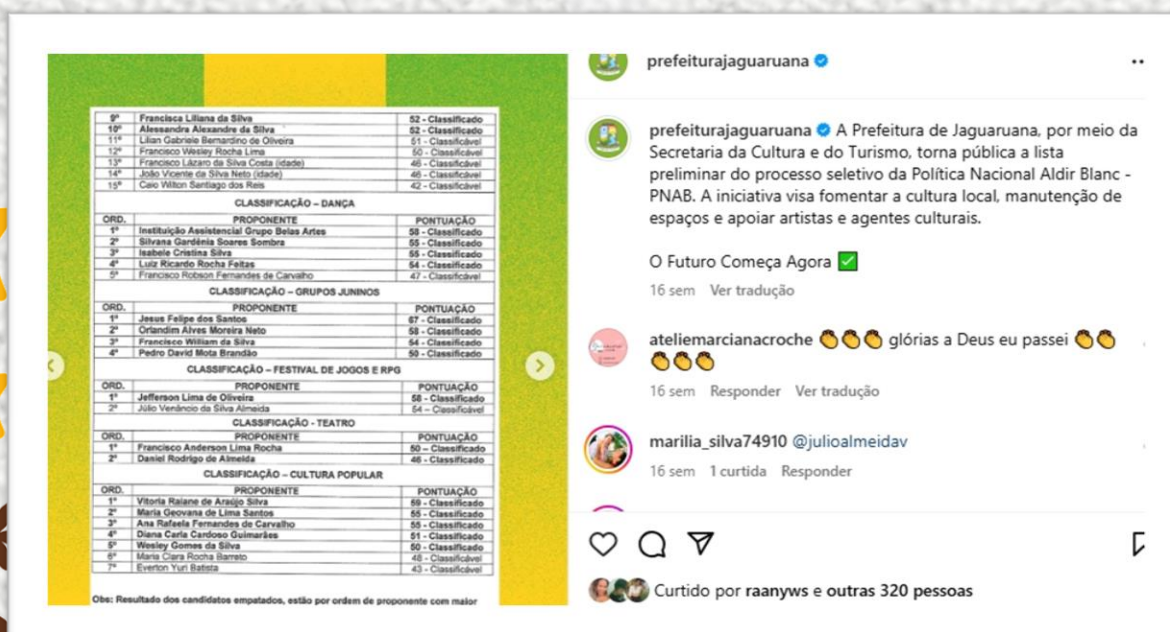 9º Francisca Liliana da Silva 52 - Classificado
10º Alessandra Alexandre da Silva 52 - Classificado
11º Lilian Gabriele Bernardino de Oliveira 51 - Classificável
12º Francisco Wesley Rocha Lima 50 - Classificável
13º Francisco Lázaro da Silva Costa (idade) 46 - Classificável
14º João Vicente da Silva Neto (idade) 46 - Classificável
15º Caio Wilton Santiago dos Reis 42 - Classificável
CLASSIFICAÇÃO – DANÇA
ORD. PROPONENTE PONTUAÇÃO
1º Instituição Assistencial Grupo Belas Artes 58 - Classificado
2º Silvana Gardênia Soares Sombra 55 - Classificado
3º Isabele Cristina Silva 55 - Classificado
4º Luiz Ricardo Rocha Feitas 54 - Classificado
5º Francisco Robson Fernandes de Carvalho 47 - Classificável
CLASSIFICAÇÃO – GRUPOS JUNINOS
ORD. PROPONENTE PONTUAÇÃO
1º Jesus Felipe dos Santos 67 - Classificado
2º Orlandim Alves Moreira Neto 58 - Classificado
3º Francisco William da Silva 54 - Classificado
4º Pedro David Mota Brandão 50 - Classificado
CLASSIFICAÇÃO – FESTIVAL DE JOGOS E RPG
ORD. PROPONENTE PONTUAÇÃO
1º Jefferson Lima de Oliveira 58 - Classificado
2º Júlio Venâncio da Silva Almeida 54 – Classificável
CLASSIFICAÇÃO - TEATRO
ORD. PROPONENTE PONTUAÇÃO
1º Francisco Anderson Lima Rocha 50 – Classificado
2º Daniel Rodrigo de Almeida 46 - Classificado
CLASSIFICAÇÃO – CULTURA POPULAR
ORD. PROPONENTE PONTUAÇÃO
1º Vitoria Raiane de Araújo Silva 59 - Classificado
2º Maria Geovana de Lima Santos 55 - Classificado
3º Ana Rafaela Fernandes de Carvalho 55 - Classificado
4º Diana Carla Cardoso Guimarães 51 - Classificado
5º Wesley Gomes da Silva 50 - Classificado
6º Maria Clara Rocha Barreto 48 - Classificável
7º Everton Yuri Batista 43 - Classificável
Obs: Resultado dos candidatos empatados, estão por ordem de proponente com maior
prefeiturajaguaruana
prefeiturajaguaruana A Prefeitura de Jaguaruana, por meio da
Secretaria da Cultura e do Turismo, torna pública a lista
preliminar do processo seletivo da Política Nacional Aldir Blanc -
PNAB. A iniciativa visa fomentar a cultura local, manutenção de
espaços e apoiar artistas e agentes culturais.
O Futuro Começa Agora ✅
16 sem Ver tradução
ateliemarcianacroche 👏👏👏 glórias a Deus eu passei 👏👏
👏👏👏
16 sem Responder Ver tradução
marilia_silva74910 @julioalmeidav
16 sem 1 curtida Responder
Curtido por raanyws e outras 320 pessoas